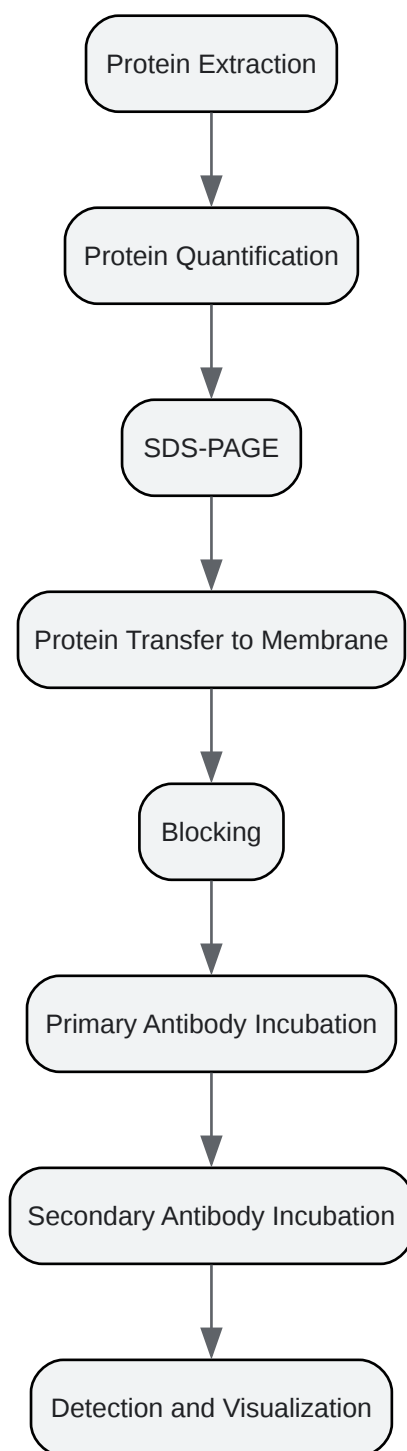 Protein Extraction
Protein Quantification
SDS-PAGE
Protein Transfer to Membrane
Blocking
Primary Antibody Incubation
Secondary Antibody Incubation
Detection and Visualization